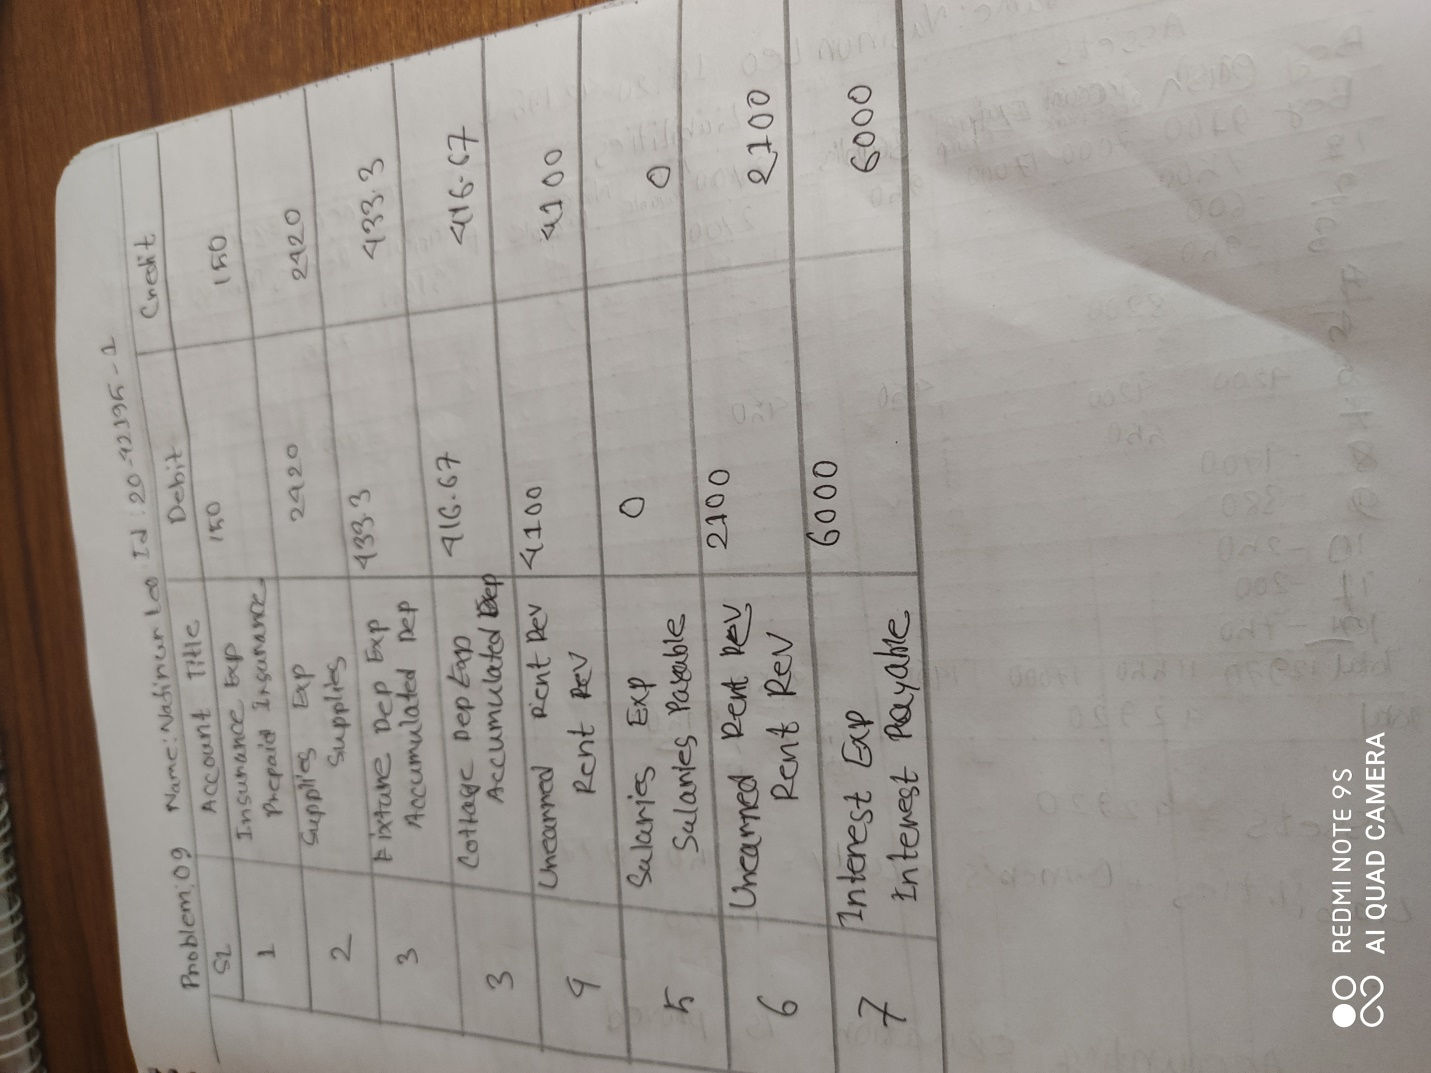 Problem:09 Name: Nafinur Leo Id: 20-42195-1
SL Account Title Debit Credit
1 Insurance Exp 150
Prepaid Insurance 150
2 Supplies Exp 2420
Supplies 2420
3 Fixture Dep Exp 433.3
Accumulated Dep 433.3
3 Cottage Dep Exp 416.67
Accumulated Dep 416.67
4 Unearned Rent Rev 4100
Rent Rev 4100
5 Salaries Exp 0
Salaries Payable 0
6 Unearned Rent Rev 2100
Rent Rev 2100
7 Interest Exp 6000
Interest Payable 6000
REDMI NOTE 9S
AI QUAD CAMERA